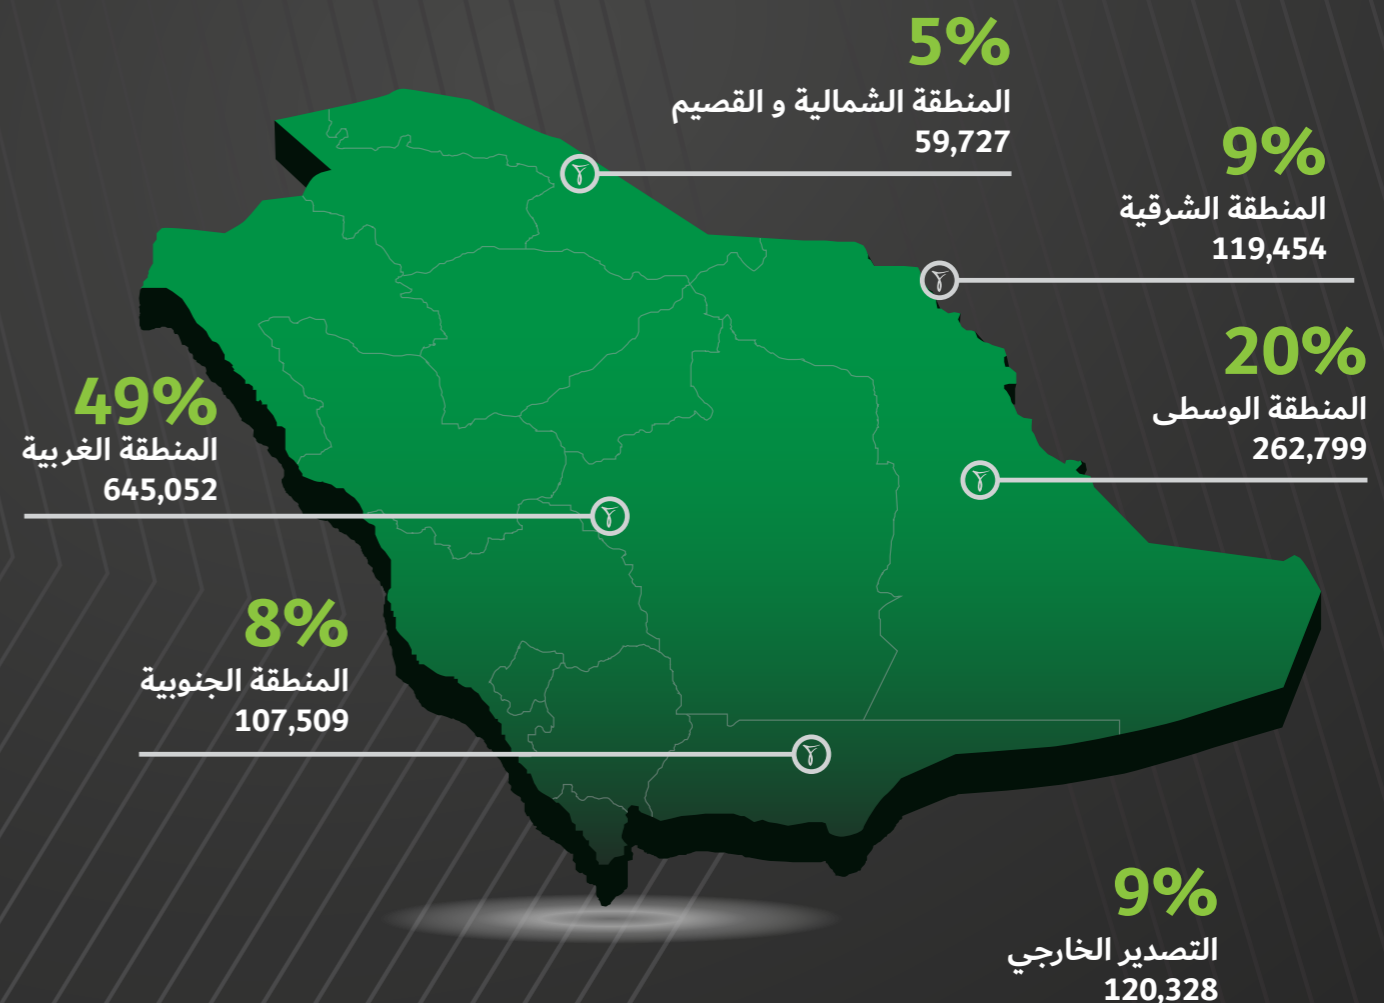 5%
المنطقة الشمالية و القصيم
59,727
9%
المنطقة الشرقية
119,454
20%
المنطقة الوسطى
262,799
49%
المنطقة الغربية
645,052
8%
المنطقة الجنوبية
107,509
9%
التصدير الخارجي
120,328